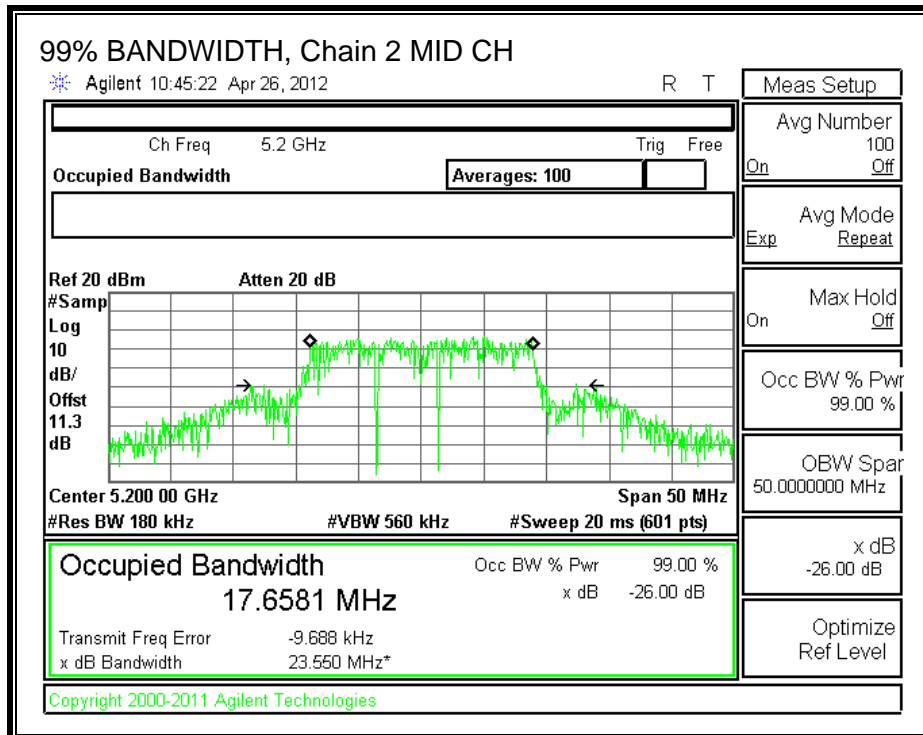 99% BANDWIDTH, Chain 2 MID CH
Agilent 10:45:22 Apr 26, 2012 R T
Ch Freq 5.2 GHz Trig Free
Occupied Bandwidth Averages: 100
Ref 20 dBm Atten 20 dB
#Samp
Log
10
dB/
Offst
11.3
dB
Center 5.200 00 GHz Span 50 MHz
#Res BW 180 kHz #VBW 560 kHz #Sweep 20 ms (601 pts)
Occupied Bandwidth
17.6581 MHz
Occ BW % Pwr 99.00 %
x dB -26.00 dB
Transmit Freq Error -9.688 kHz
x dB Bandwidth 23.550 MHz*
Copyright 2000-2011 Agilent Technologies
Meas Setup
Avg Number
100
On Off
Avg Mode
Exp Repeat
Max Hold
On Off
Occ BW % Pwr
99.00 %
OBW Span
50.0000000 MHz
x dB
-26.00 dB
Optimize
Ref Level